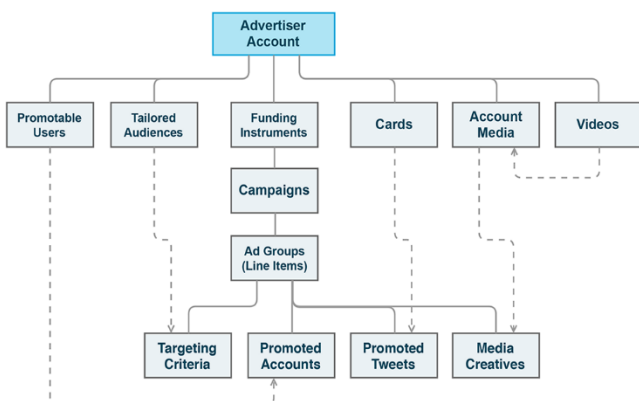 Advertiser
Account
Promotable
Users
Tailored
Audiences
Funding
Instruments
Cards
Account
Media
Videos
Campaigns
Ad Groups
(Line Items)
Targeting
Criteria
Promoted
Accounts
Promoted
Tweets
Media
Creatives